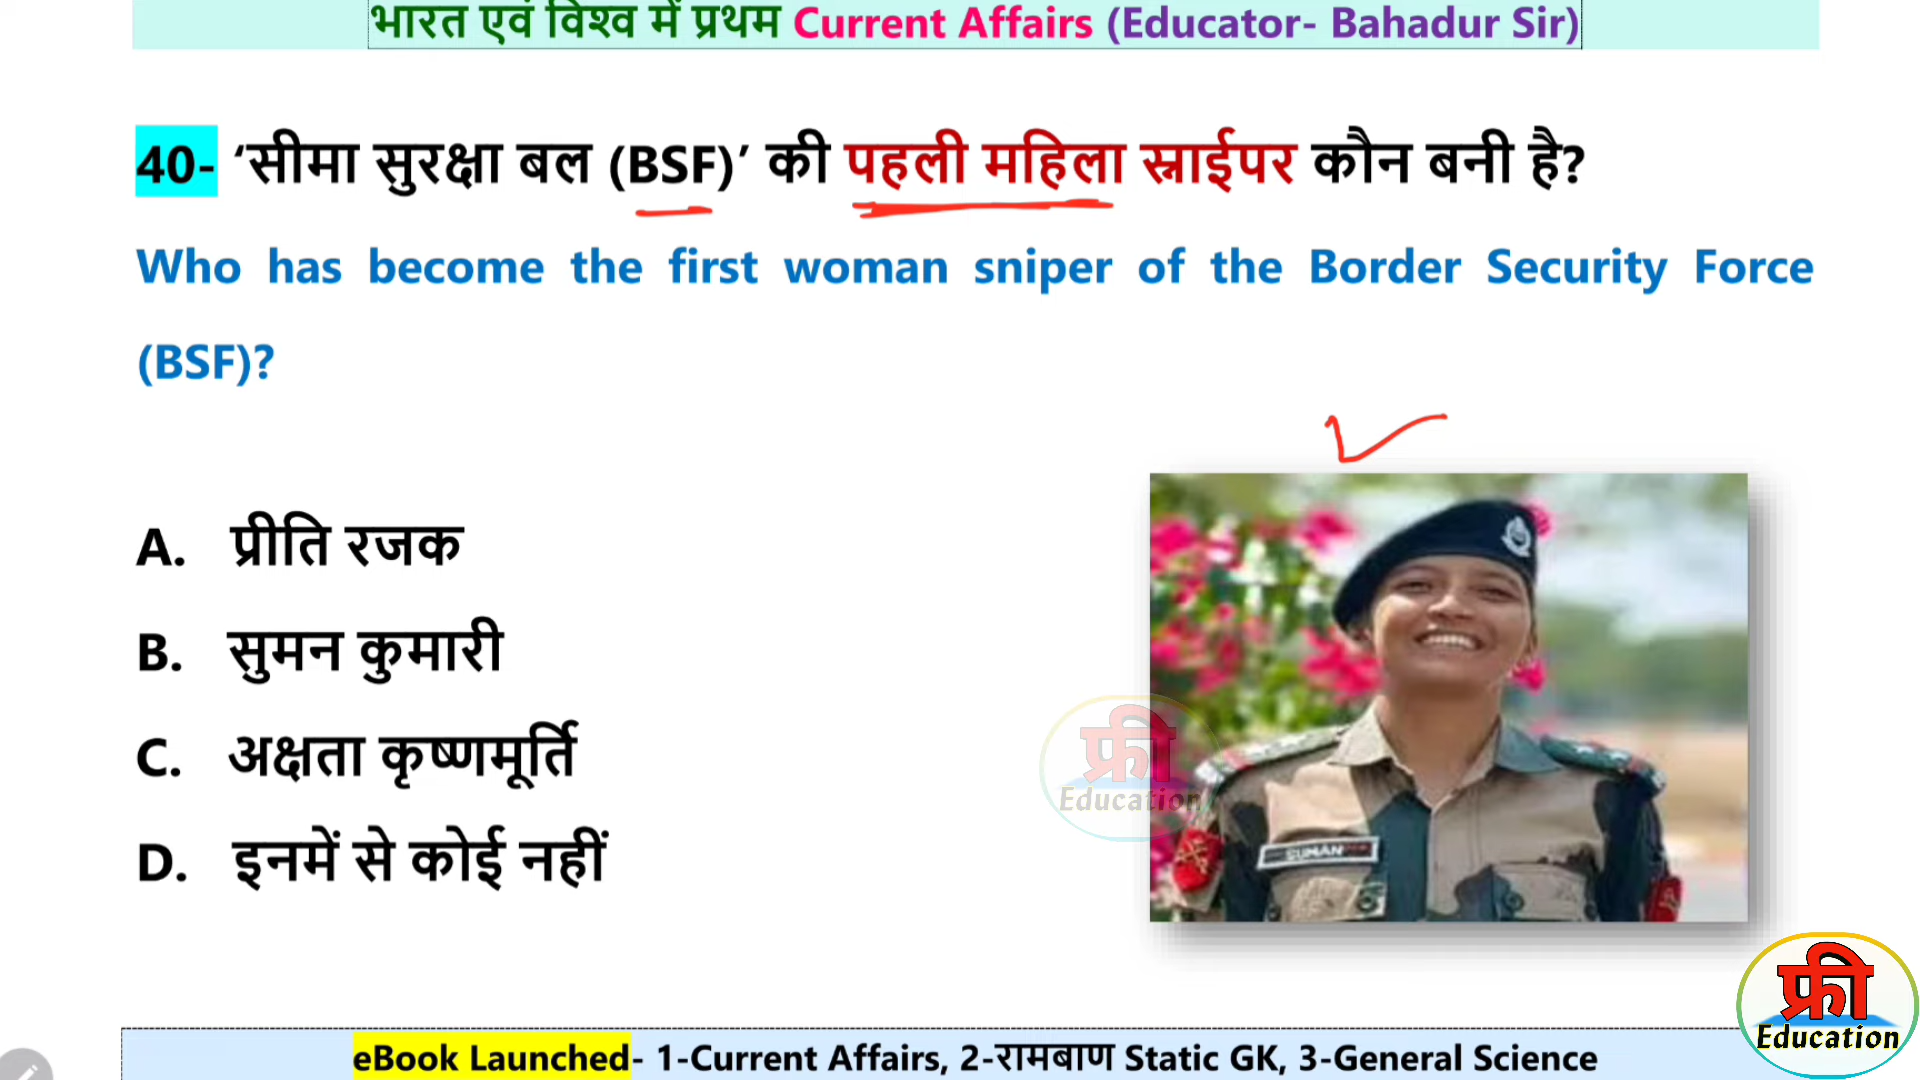 भारत एवं विश्व में प्रथम Current Affairs (Educator- Bahadur Sir)
40- ‘सीमा सुरक्षा बल (BSF)’ की पहली महिला स्नाईपर कौन बनी है?
Who has become the first woman sniper of the Border Security Force
(BSF)?
A. प्रीति रजक
B. सुमन कुमारी
C. अक्षता कृष्णमूर्ति
D. इनमें से कोई नहीं
फ्री
Education
SUMAN
फ्री
Education
eBook Launched- 1-Current Affairs, 2-रामबाण Static GK, 3-General Science